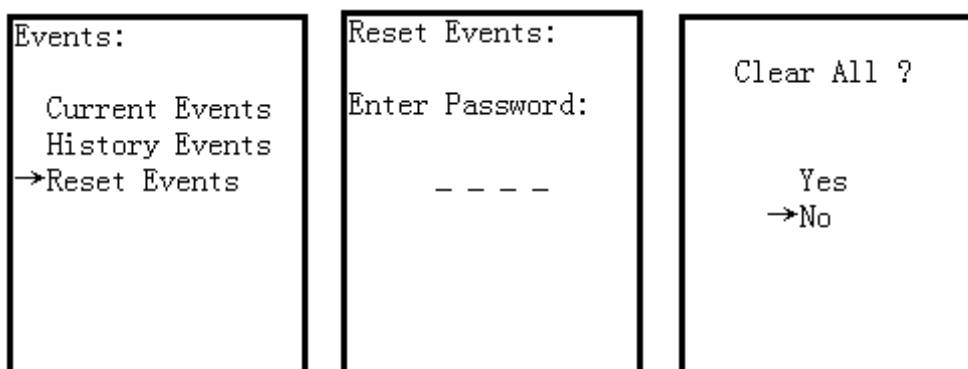 Events:
Current Events
History Events
→Reset Events
Reset Events:
Enter Password:
_ _ _ _
Clear All ?
Yes
→No